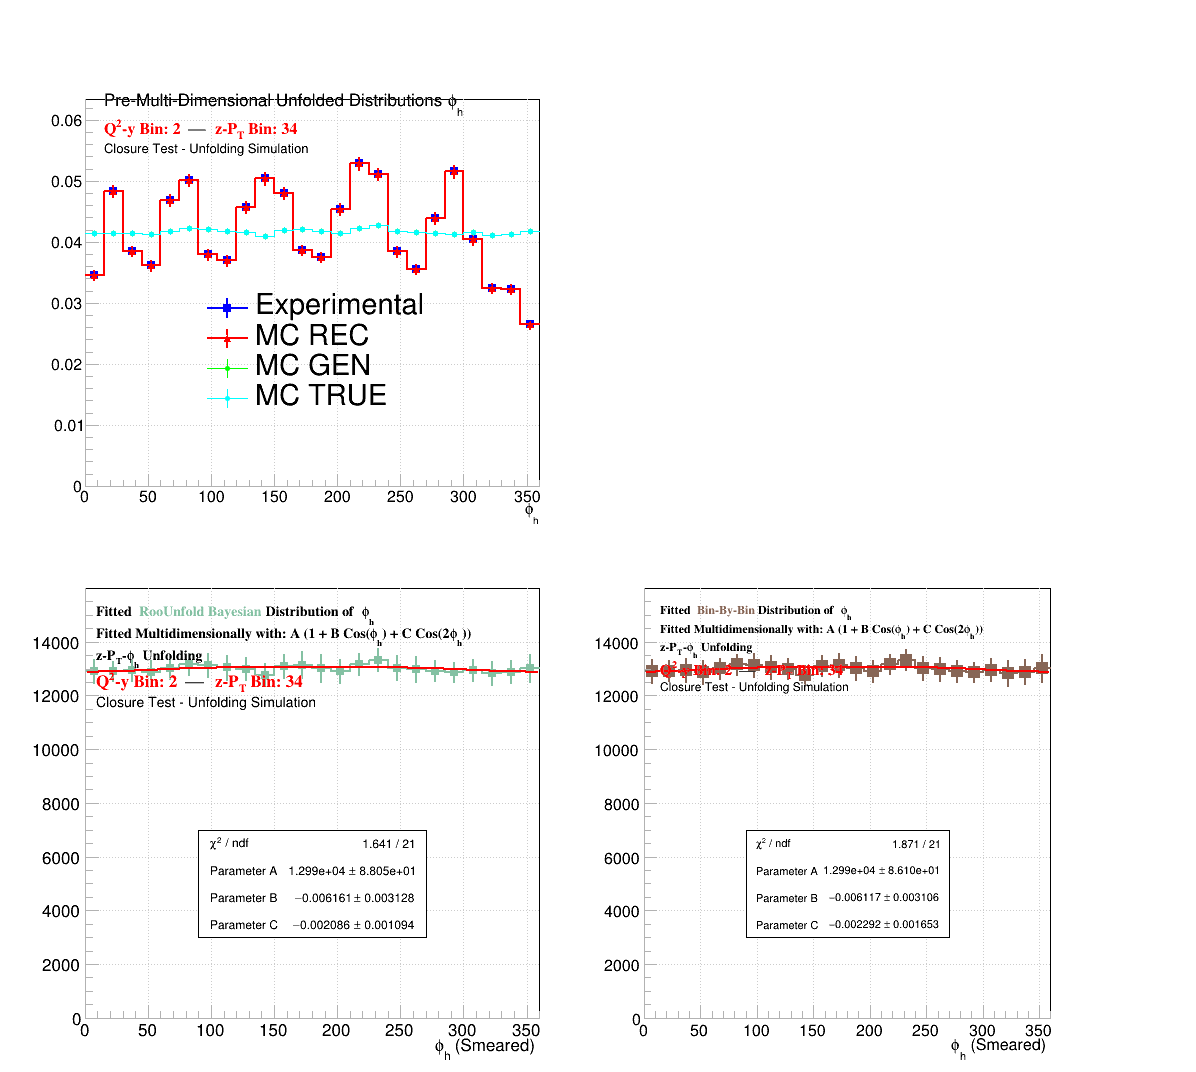 Pre-Multi-Dimensional Unfolded Distributions ϕh
Q²-y Bin: 2 — z-PT Bin: 34
Closure Test - Unfolding Simulation
0.06
0.05
0.04
0.03
0.02
0.01
0
Experimental
MC REC
MC GEN
MC TRUE
0 50 100 150 200 250 300 350
ϕh
Fitted RooUnfold Bayesian Distribution of ϕh
Fitted Multidimensionally with: A (1 + B Cos(ϕh) + C Cos(2ϕh))
z-PT-ϕh Unfolding
Q²-y Bin: 2 — z-PT Bin: 34
Closure Test - Unfolding Simulation
14000
12000
10000
8000
6000
4000
2000
0
χ² / ndf 1.641 / 21
Parameter A 1.299e+04 ± 8.805e+01
Parameter B −0.006161 ± 0.003128
Parameter C −0.002086 ± 0.001094
0 50 100 150 200 250 300 350
ϕh (Smeared)
Fitted Bin-By-Bin Distribution of ϕh
Fitted Multidimensionally with: A (1 + B Cos(ϕh) + C Cos(2ϕh))
z-PT-ϕh Unfolding
Q²-y Bin: 2 — z-PT Bin: 34
Closure Test - Unfolding Simulation
14000
12000
10000
8000
6000
4000
2000
0
χ² / ndf 1.871 / 21
Parameter A 1.299e+04 ± 8.610e+01
Parameter B −0.006117 ± 0.003106
Parameter C −0.002292 ± 0.001653
0 50 100 150 200 250 300 350
ϕh (Smeared)